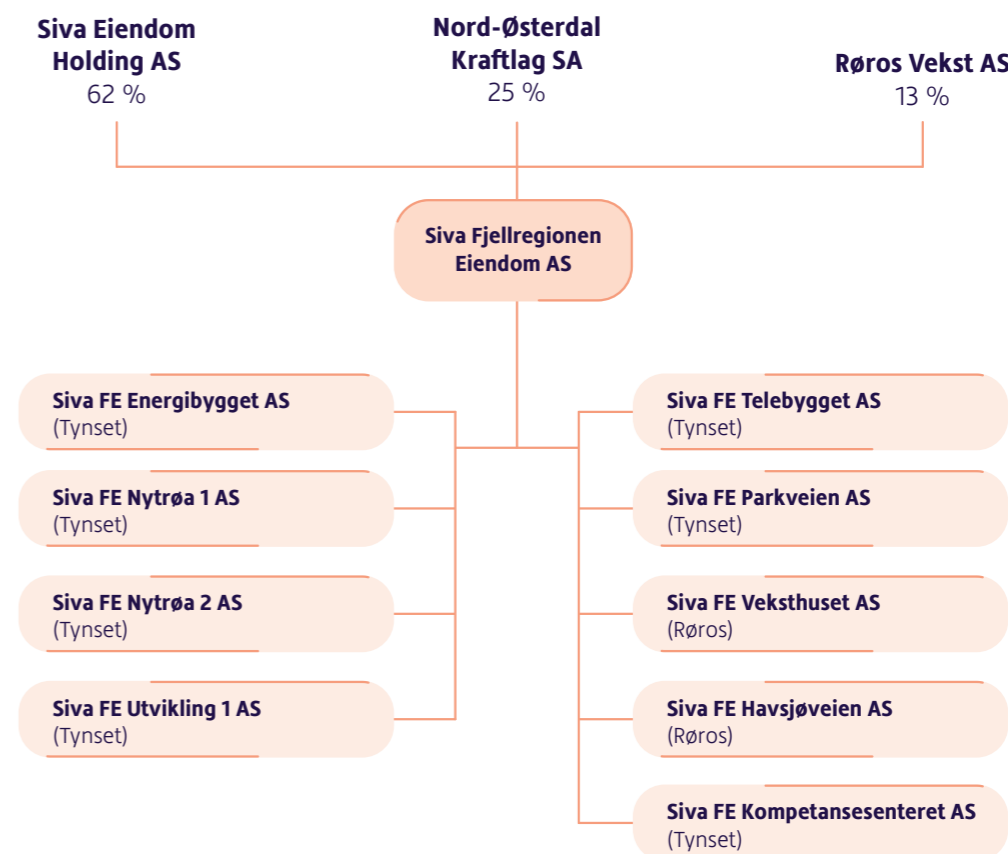 Siva Eiendom
Holding AS
62 %
Nord-Østerdal
Kraftlag SA
25 %
Røros Vekst AS
13 %
Siva Fjellregionen
Eiendom AS
Siva FE Energibygget AS
(Tynset)
Siva FE Nytrøa 1 AS
(Tynset)
Siva FE Nytrøa 2 AS
(Tynset)
Siva FE Utvikling 1 AS
(Tynset)
Siva FE Telebygget AS
(Tynset)
Siva FE Parkveien AS
(Tynset)
Siva FE Veksthuset AS
(Røros)
Siva FE Havsjøveien AS
(Røros)
Siva FE Kompetansesenteret AS
(Tynset)